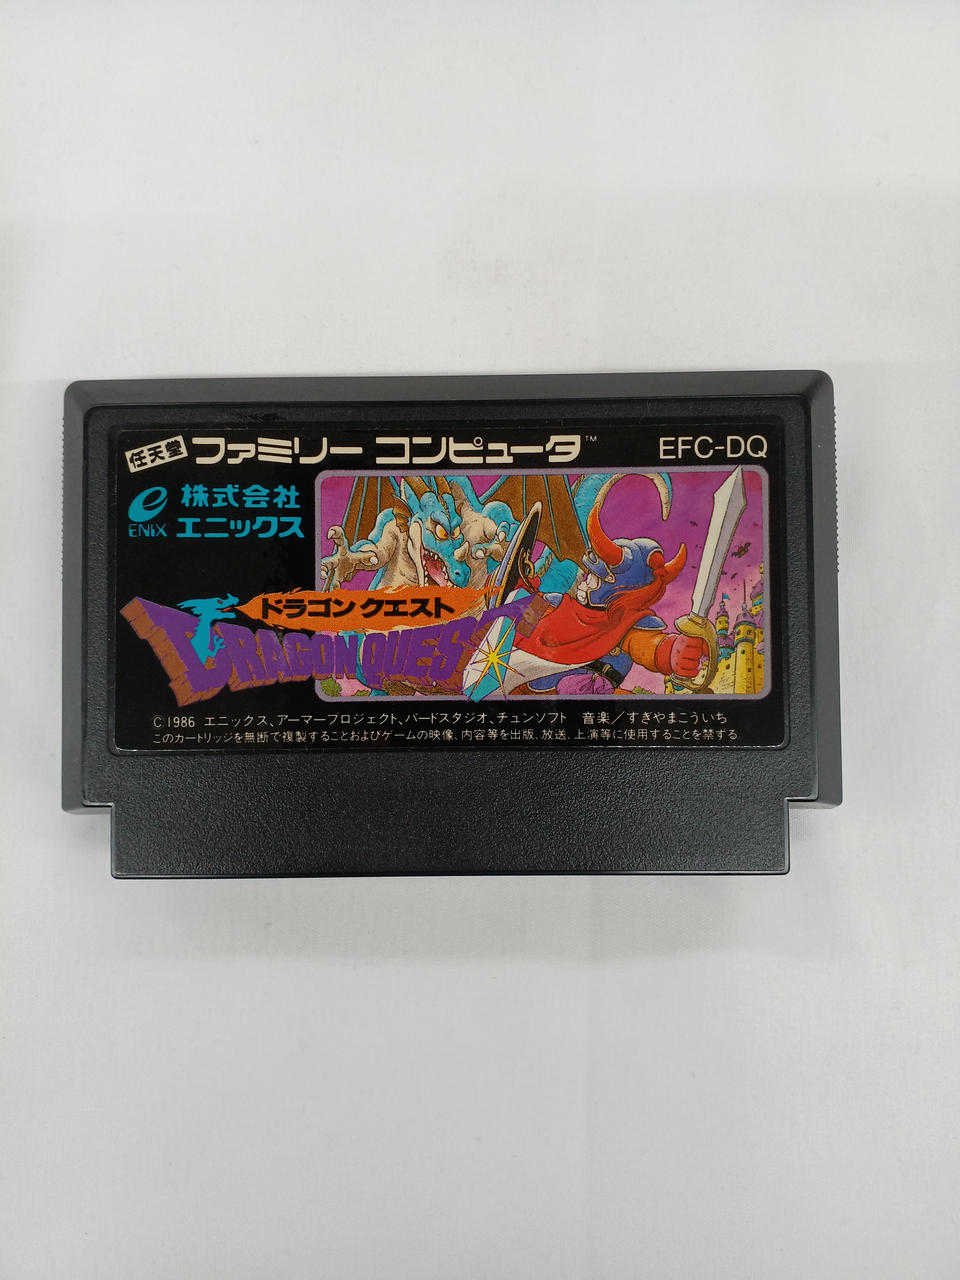 任天堂 ファミリー コンピュータ™ EFC-DQ
e 株式会社
ENIX エニックス
ドラゴンクエスト
DRAGON QUEST
©1986 エニックス、アーマープロジェクト、バードスタジオ、チュンソフト 音楽/すぎやまこういち
このカートリッジを無断で複製することおよびゲームの映像、内容等を出版、放送、上演等に使用することを禁ずる。